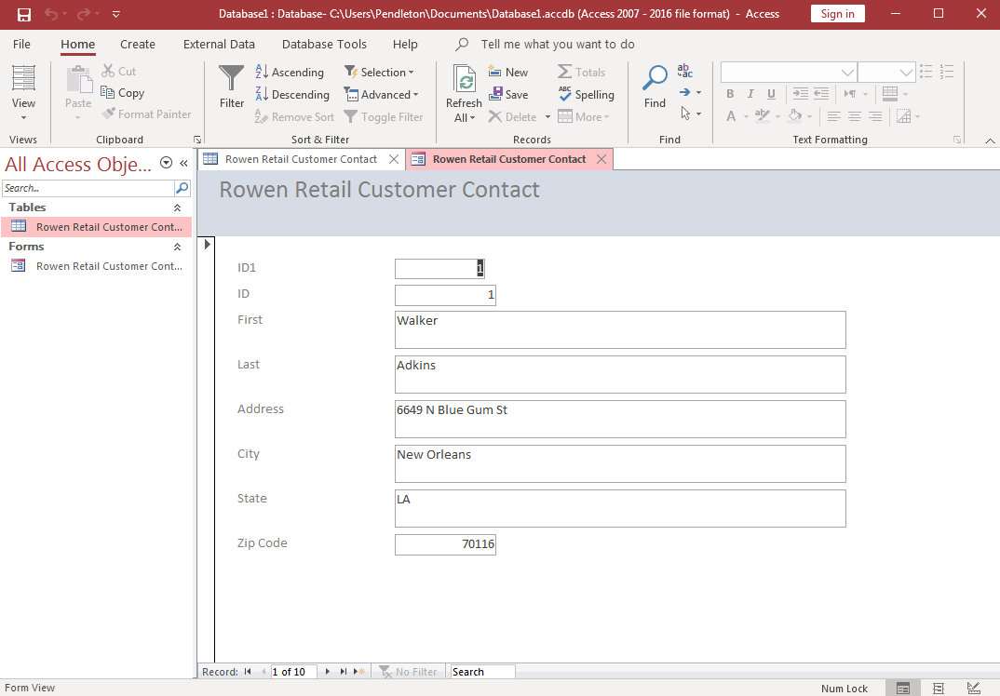 Database1 : Database- C:\Users\Pendleton\Documents\Database1.accdb (Access 2007 - 2016 file format) - Access
Sign in
File
Home
Create
External Data
Database Tools
Help
Tell me what you want to do
View
Views
Paste
Cut
Copy
Format Painter
Clipboard
Filter
Ascending
Descending
Remove Sort
Selection
Advanced
Toggle Filter
Sort & Filter
Refresh
All
New
Save
Delete
Totals
Spelling
More
Records
Find
Find
Text Formatting
All Access Obje...
Search...
Tables
Rowen Retail Customer Cont...
Forms
Rowen Retail Customer Cont...
Rowen Retail Customer Contact
Rowen Retail Customer Contact
Rowen Retail Customer Contact
ID1 1
ID 1
First Walker
Last Adkins
Address 6649 N Blue Gum St
City New Orleans
State LA
Zip Code 70116
Record: 1 of 10 No Filter Search
Form View
Num Lock